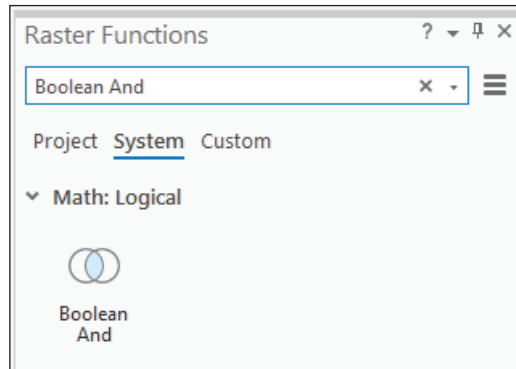 Raster Functions
Boolean And
Project System Custom
Math: Logical
Boolean
And